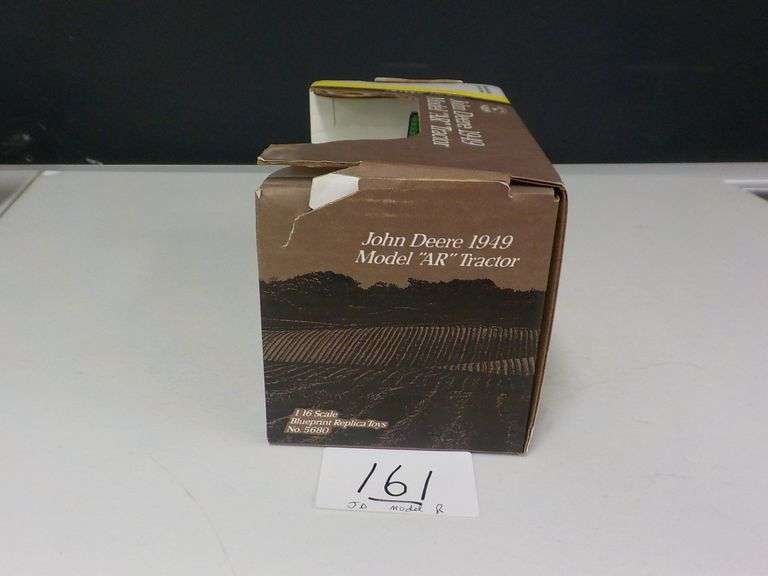 John Deere 1949
Model "AR" Tractor
John Deere 1949
Model "AR" Tractor
1/16 Scale
Blueprint Replica Toys
No. 5680
161
JD Model R